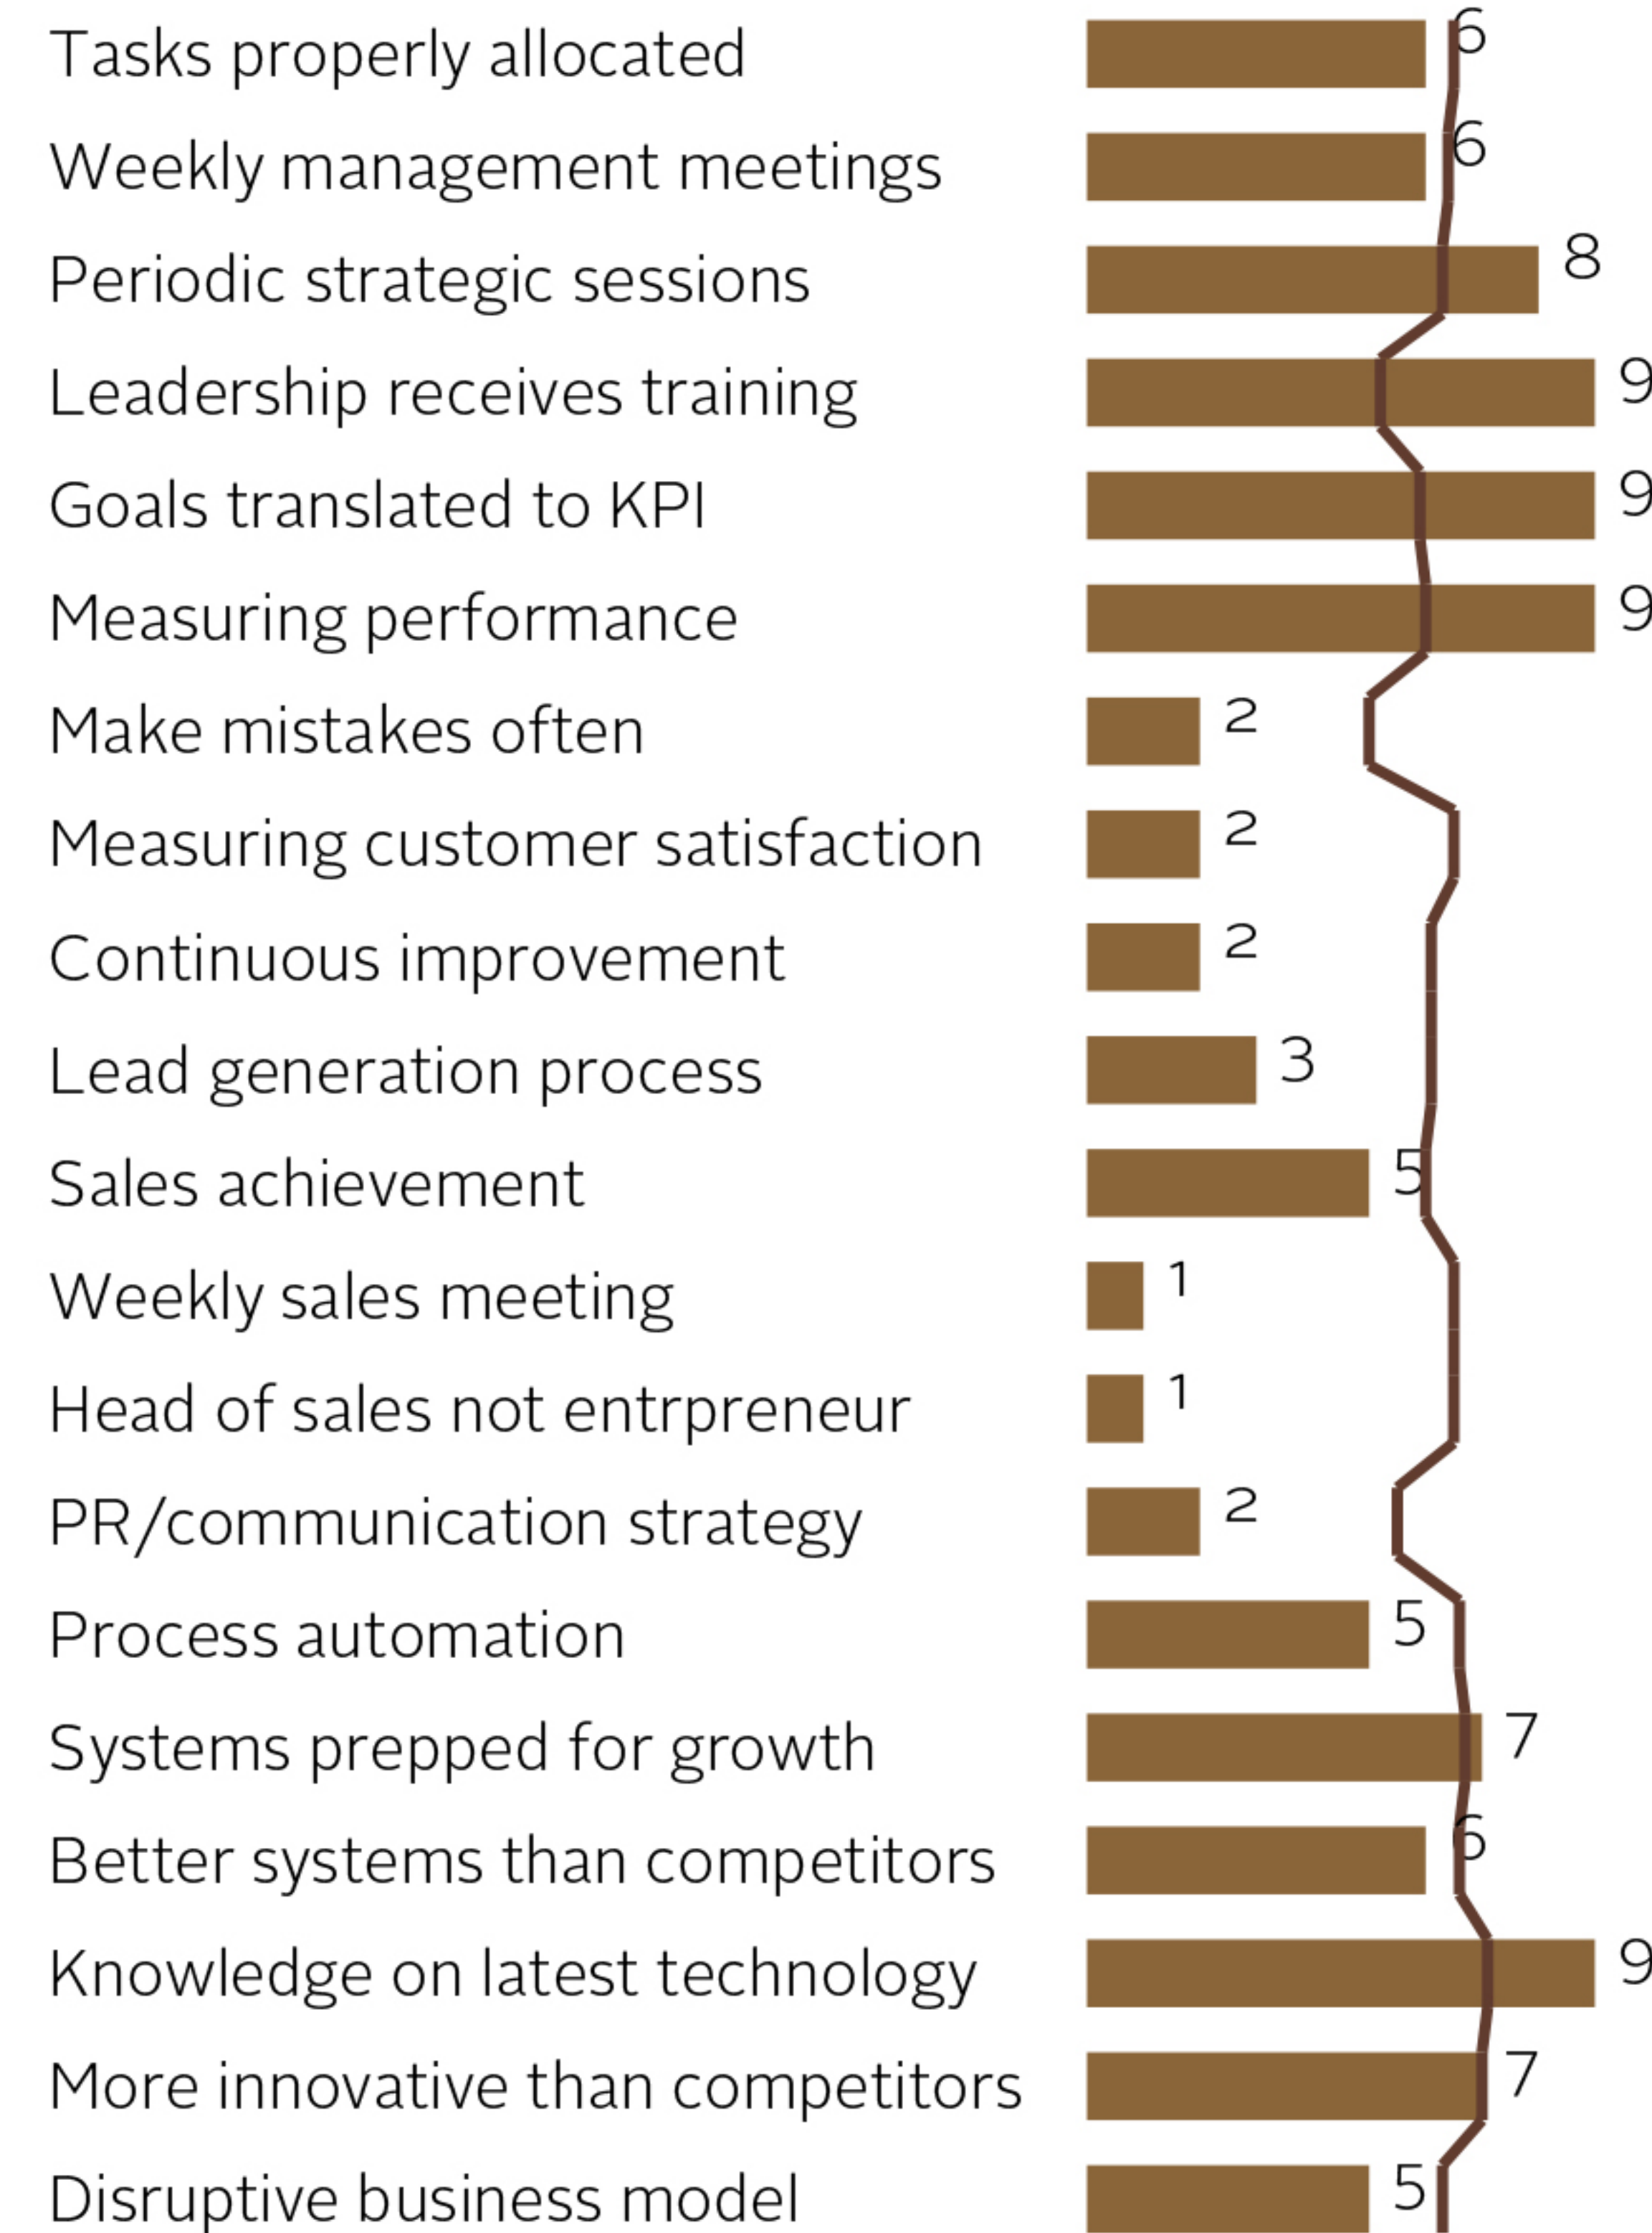 Tasks properly allocated 6
Weekly management meetings 6
Periodic strategic sessions 8
Leadership receives training 9
Goals translated to KPI 9
Measuring performance 9
Make mistakes often 2
Measuring customer satisfaction 2
Continuous improvement 2
Lead generation process 3
Sales achievement 5
Weekly sales meeting 1
Head of sales not entrpreneur 1
PR/communication strategy 2
Process automation 5
Systems prepped for growth 7
Better systems than competitors 6
Knowledge on latest technology 9
More innovative than competitors 7
Disruptive business model 5